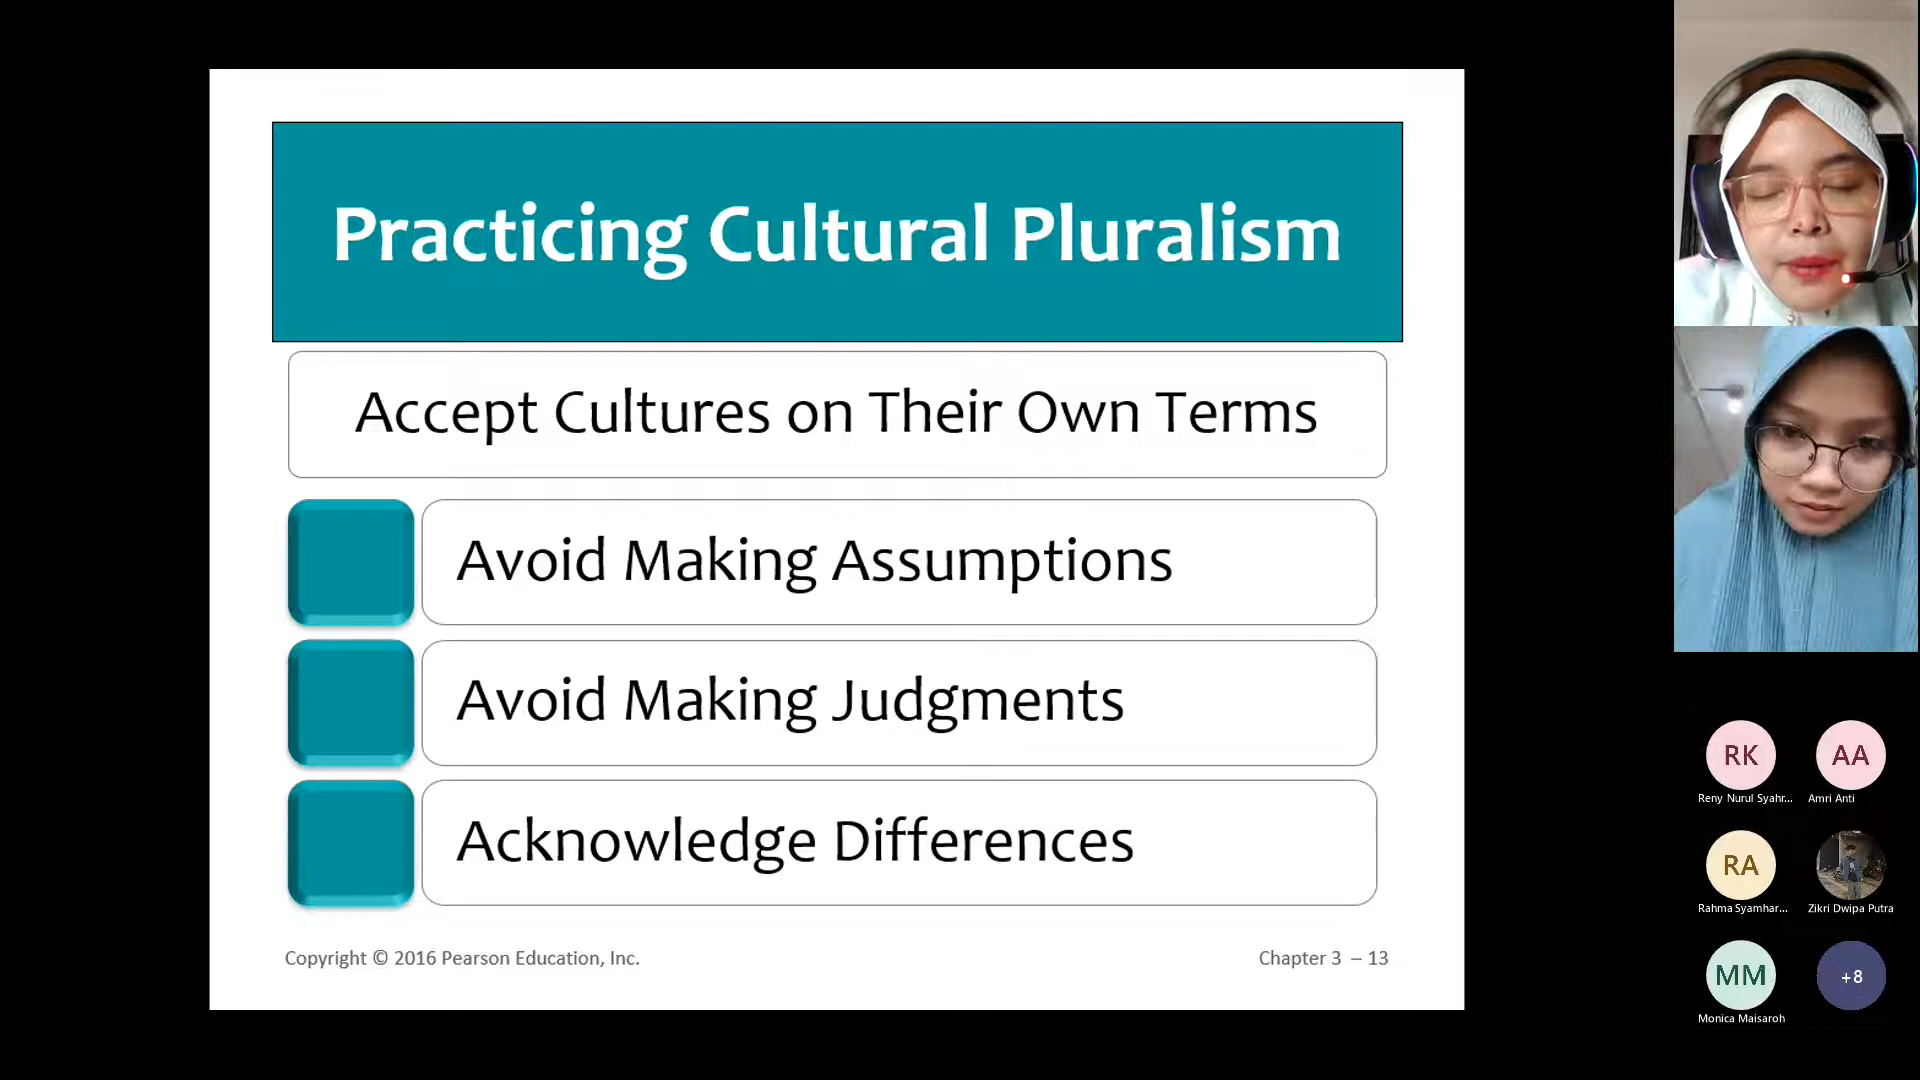 Practicing Cultural Pluralism
Accept Cultures on Their Own Terms
Avoid Making Assumptions
Avoid Making Judgments
Acknowledge Differences
Copyright © 2016 Pearson Education, Inc.
Chapter 3 – 13
RK
AA
Reny Nurul Syahr...
Amri Anti
RA
Rahma Syamhar...
Zikri Dwipa Putra
MM
+8
Monica Maisaroh